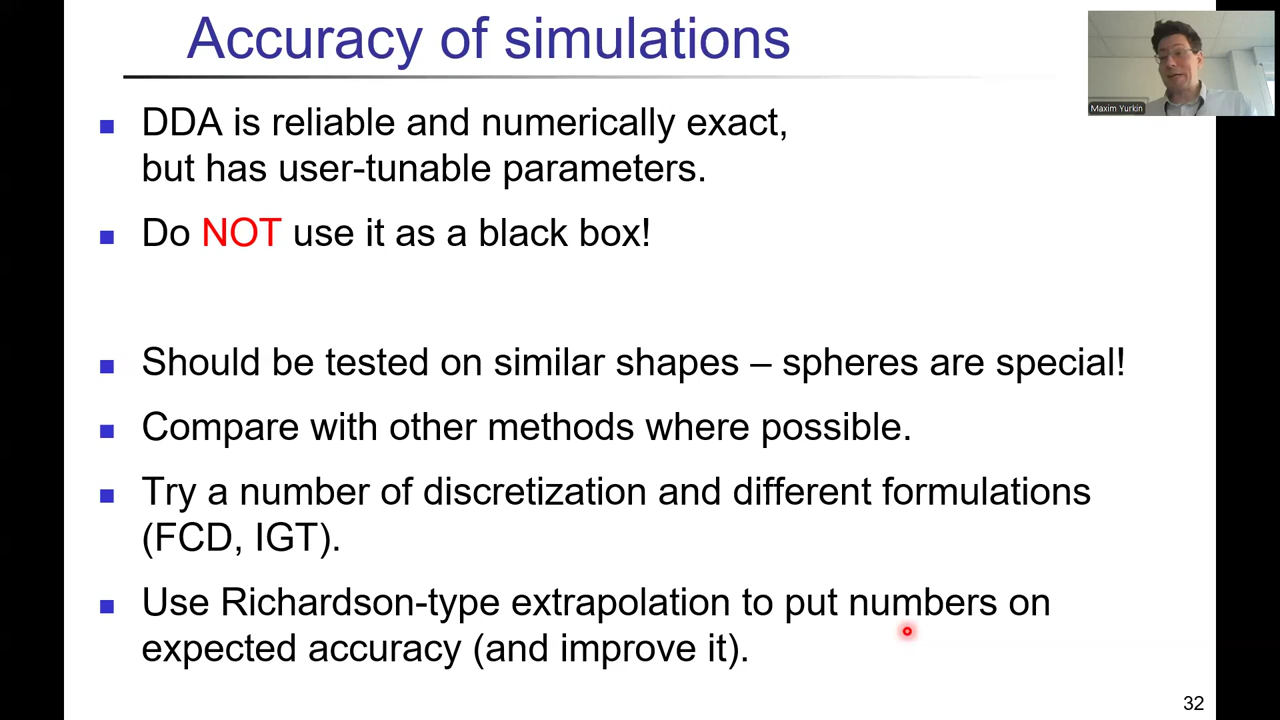 Accuracy of simulations
Maxim Yurkin
DDA is reliable and numerically exact,
but has user-tunable parameters.
Do NOT use it as a black box!
Should be tested on similar shapes – spheres are special!
Compare with other methods where possible.
Try a number of discretization and different formulations
(FCD, IGT).
Use Richardson-type extrapolation to put numbers on
expected accuracy (and improve it).
32